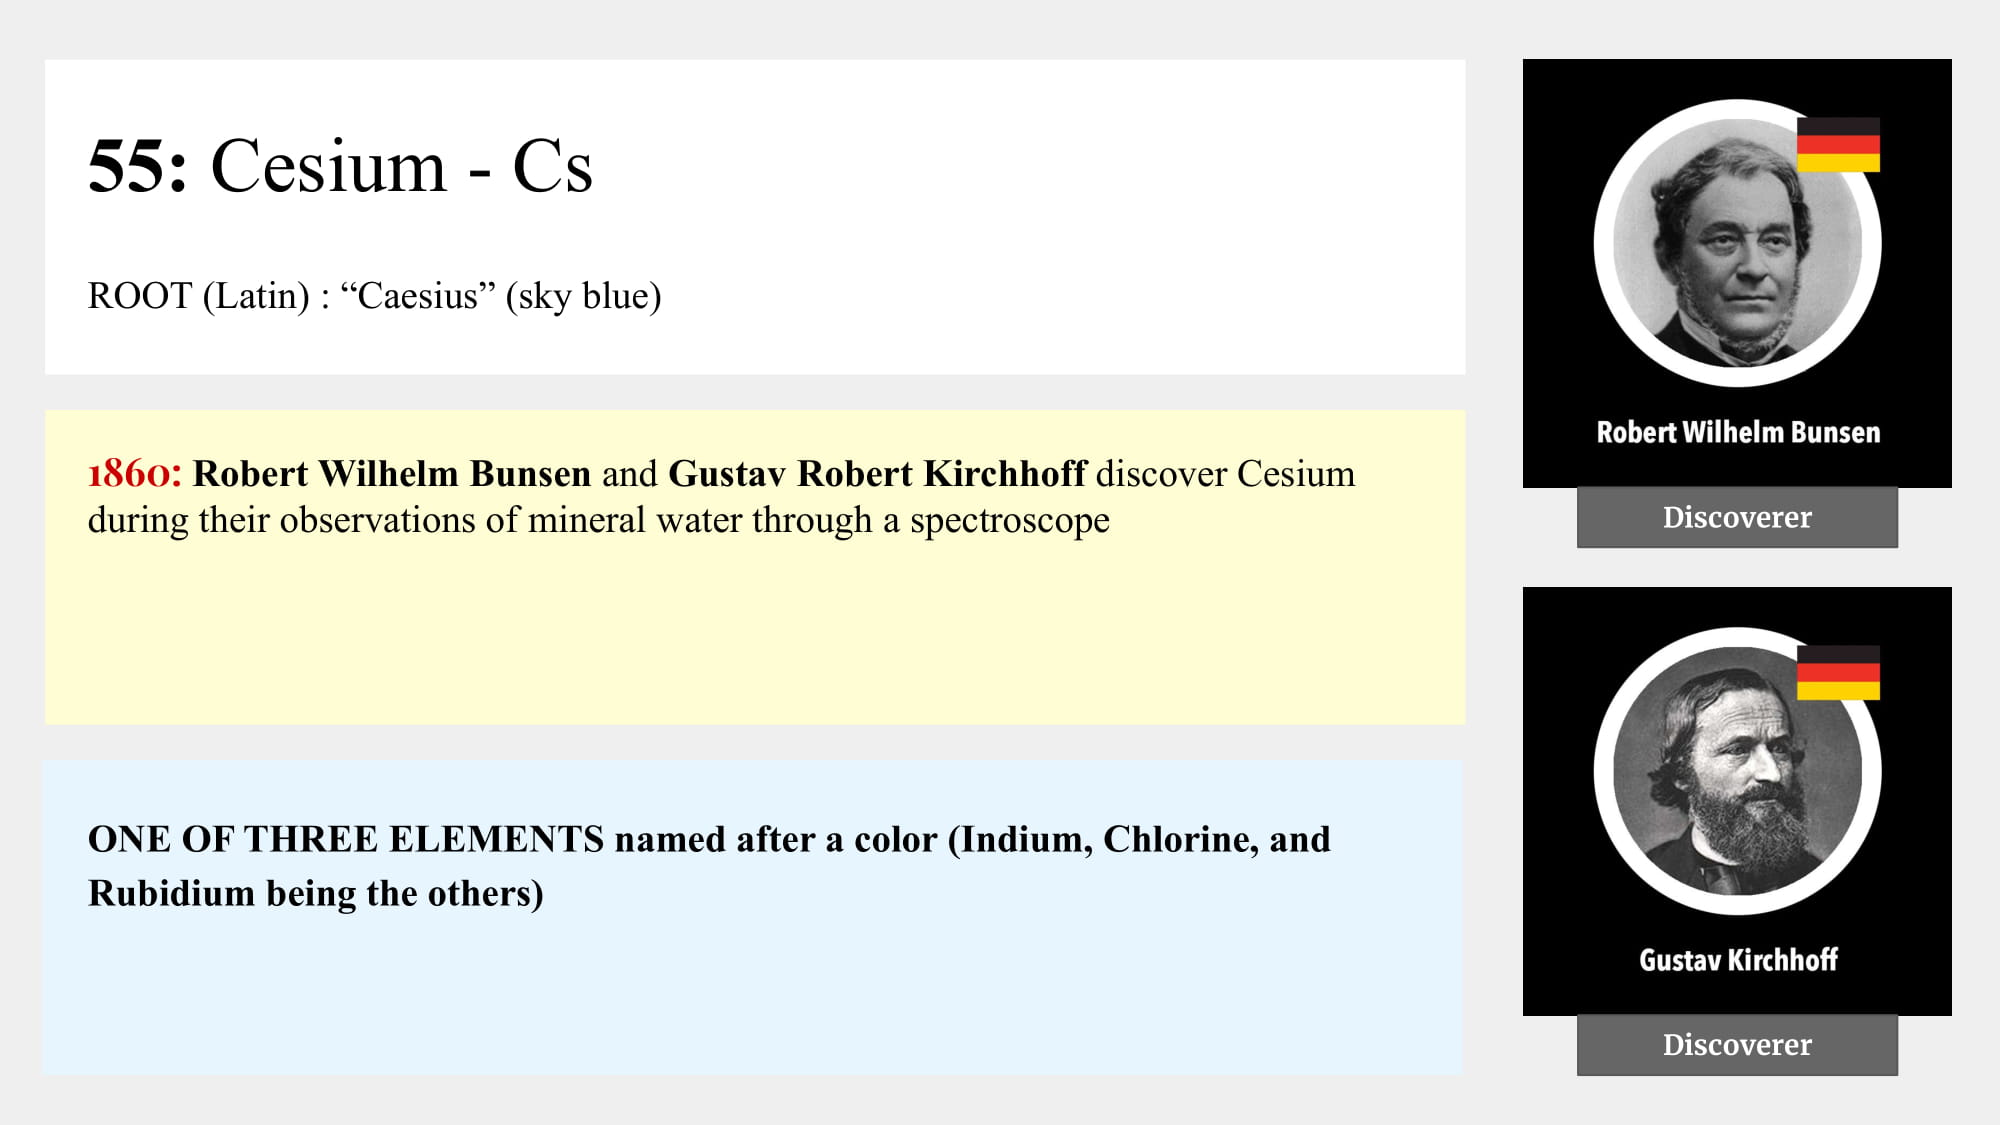 55: Cesium - Cs
ROOT (Latin) : “Caesius” (sky blue)
1860: Robert Wilhelm Bunsen and Gustav Robert Kirchhoff discover Cesium
during their observations of mineral water through a spectroscope
ONE OF THREE ELEMENTS named after a color (Indium, Chlorine, and
Rubidium being the others)
Robert Wilhelm Bunsen
Discoverer
Gustav Kirchhoff
Discoverer